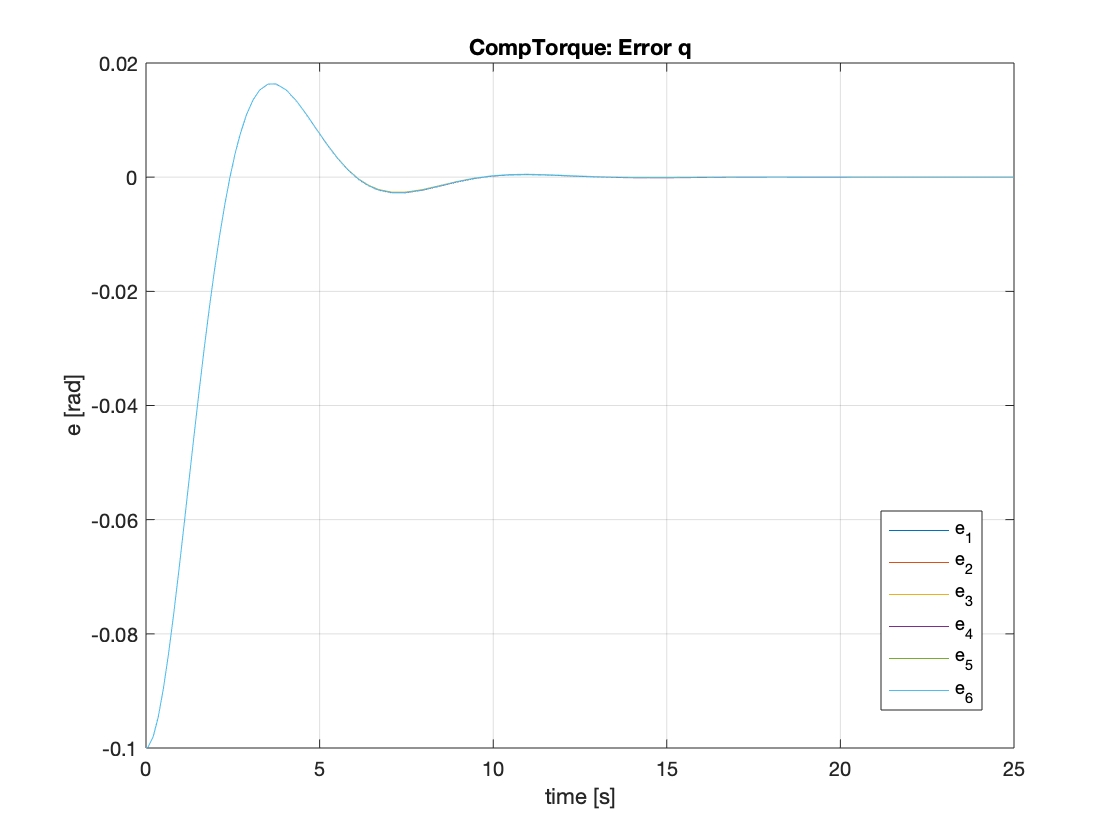 CompTorque: Error q
0.02
0
-0.02
-0.04
-0.06
-0.08
-0.1
e [rad]
0 5 10 15 20 25
time [s]
e1
e2
e3
e4
e5
e6